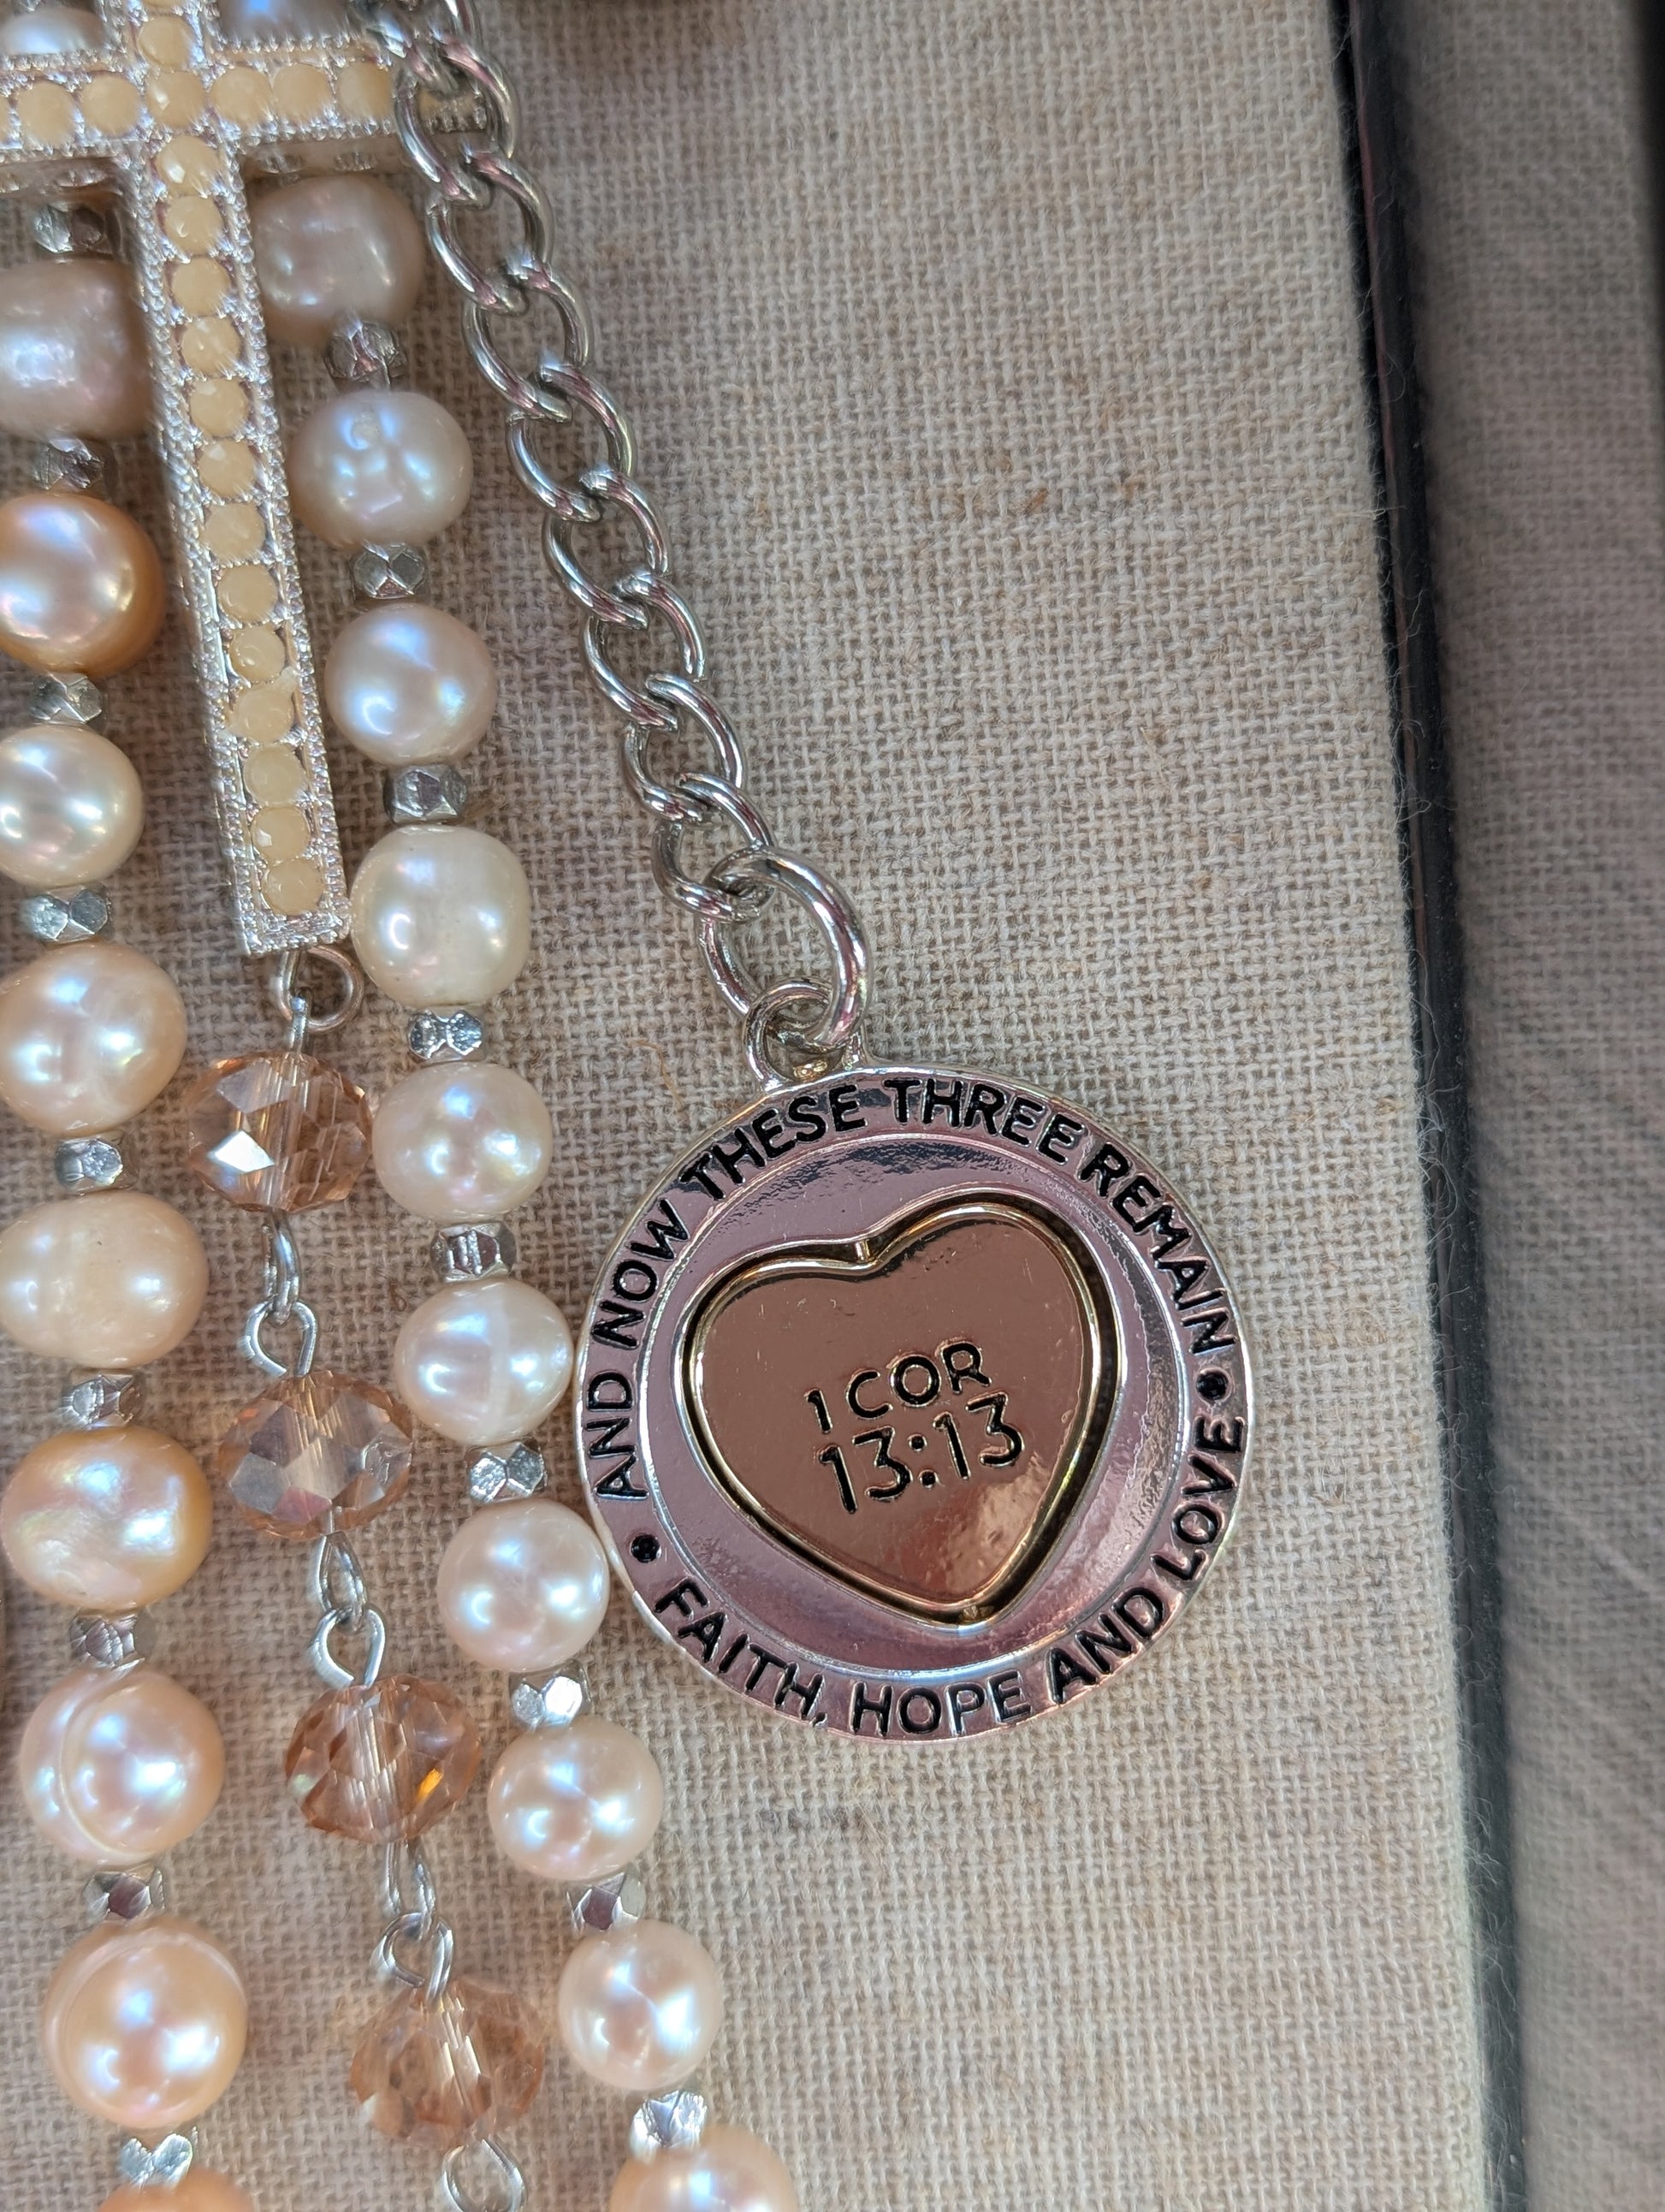 AND NOW THESE THREE REMAIN •
FAITH, HOPE AND LOVE •
1 COR
13:13